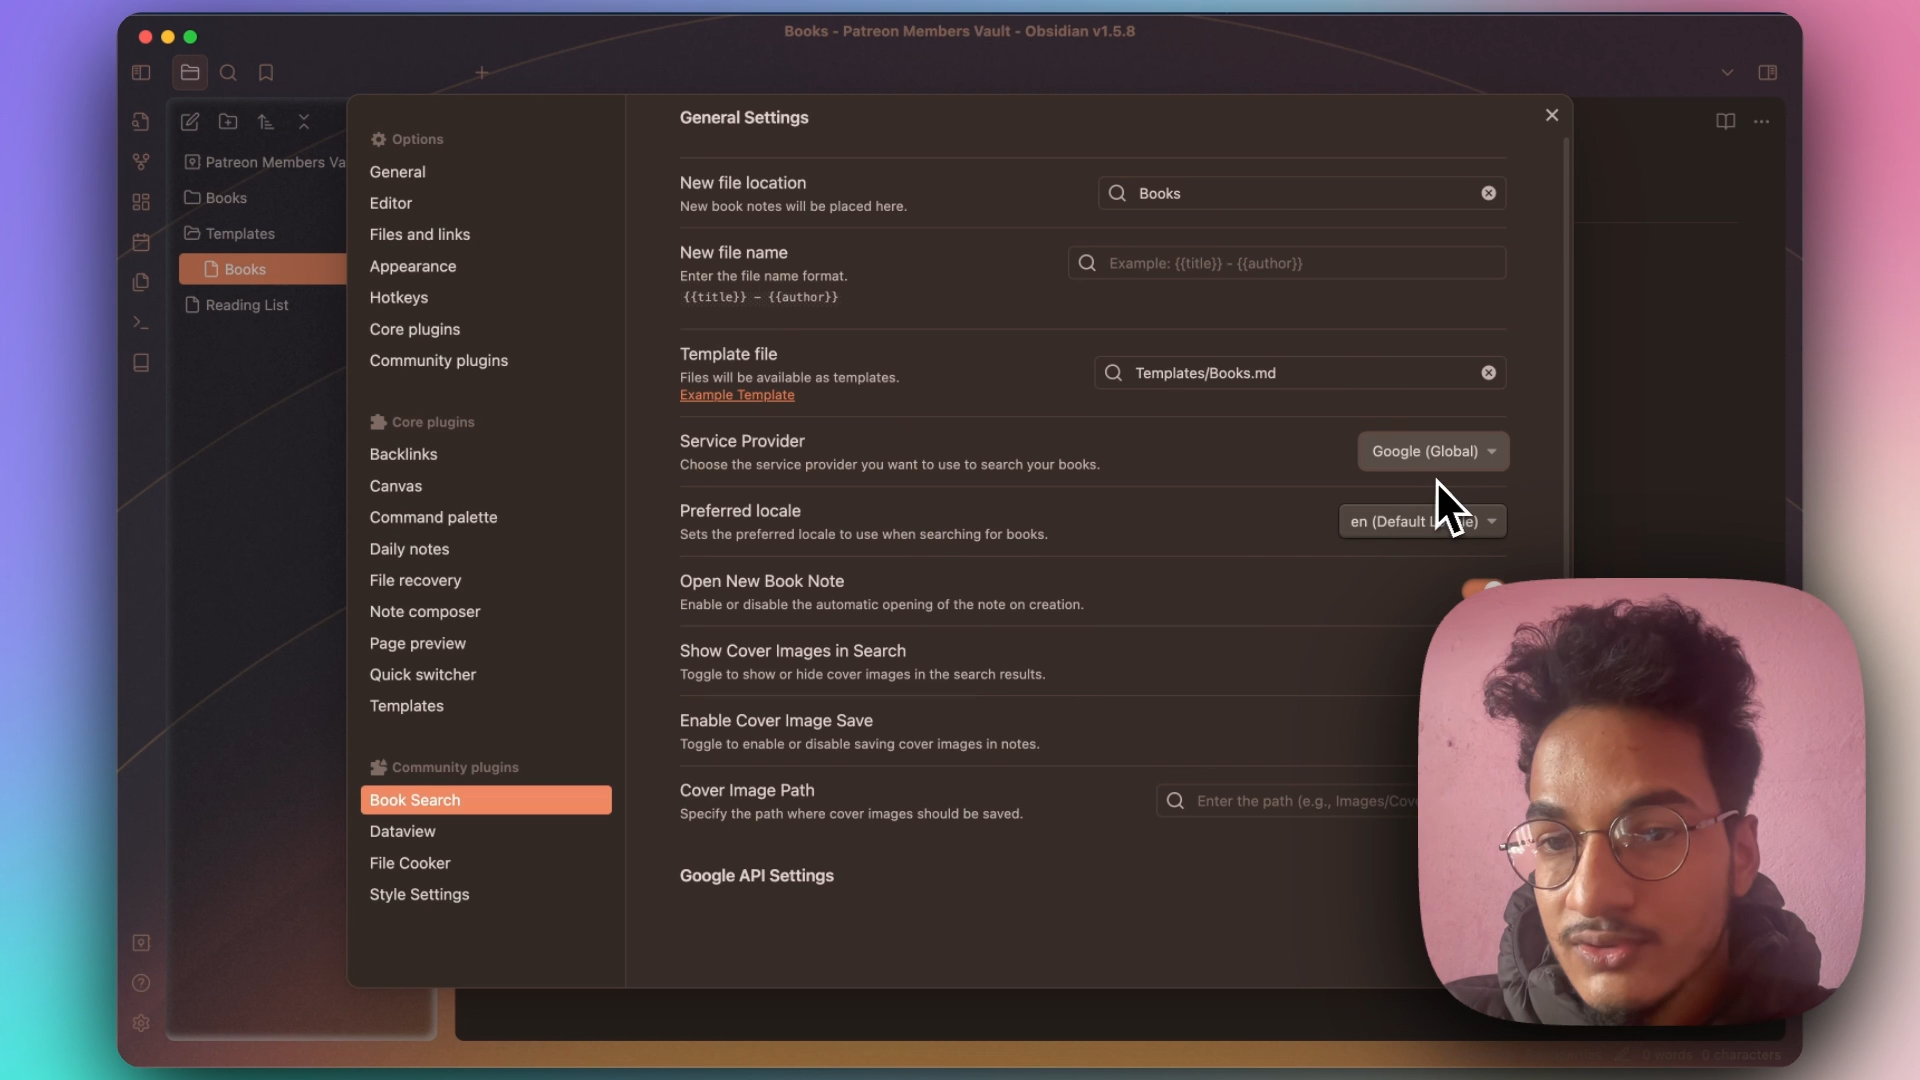 Books - Patreon Members Vault - Obsidian v1.5.8
Patreon Members Va
Books
Templates
Books
Reading List
Options
General
Editor
Files and links
Appearance
Hotkeys
Core plugins
Community plugins
Core plugins
Backlinks
Canvas
Command palette
Daily notes
File recovery
Note composer
Page preview
Quick switcher
Templates
Community plugins
Book Search
Dataview
File Cooker
Style Settings
General Settings
New file location
New book notes will be placed here.
Books
New file name
Enter the file name format.
{{title}} - {{author}}
Example: {{title}} - {{author}}
Template file
Files will be available as templates.
Example Template
Templates/Books.md
Service Provider
Choose the service provider you want to use to search your books.
Google (Global)
Preferred locale
Sets the preferred locale to use when searching for books.
en (Default
Open New Book Note
Enable or disable the automatic opening of the note on creation.
Show Cover Images in Search
Toggle to show or hide cover images in the search results.
Enable Cover Image Save
Toggle to enable or disable saving cover images in notes.
Cover Image Path
Specify the path where cover images should be saved.
Enter the path (e.g., Images/Cov
Google API Settings
0 words 0 characters